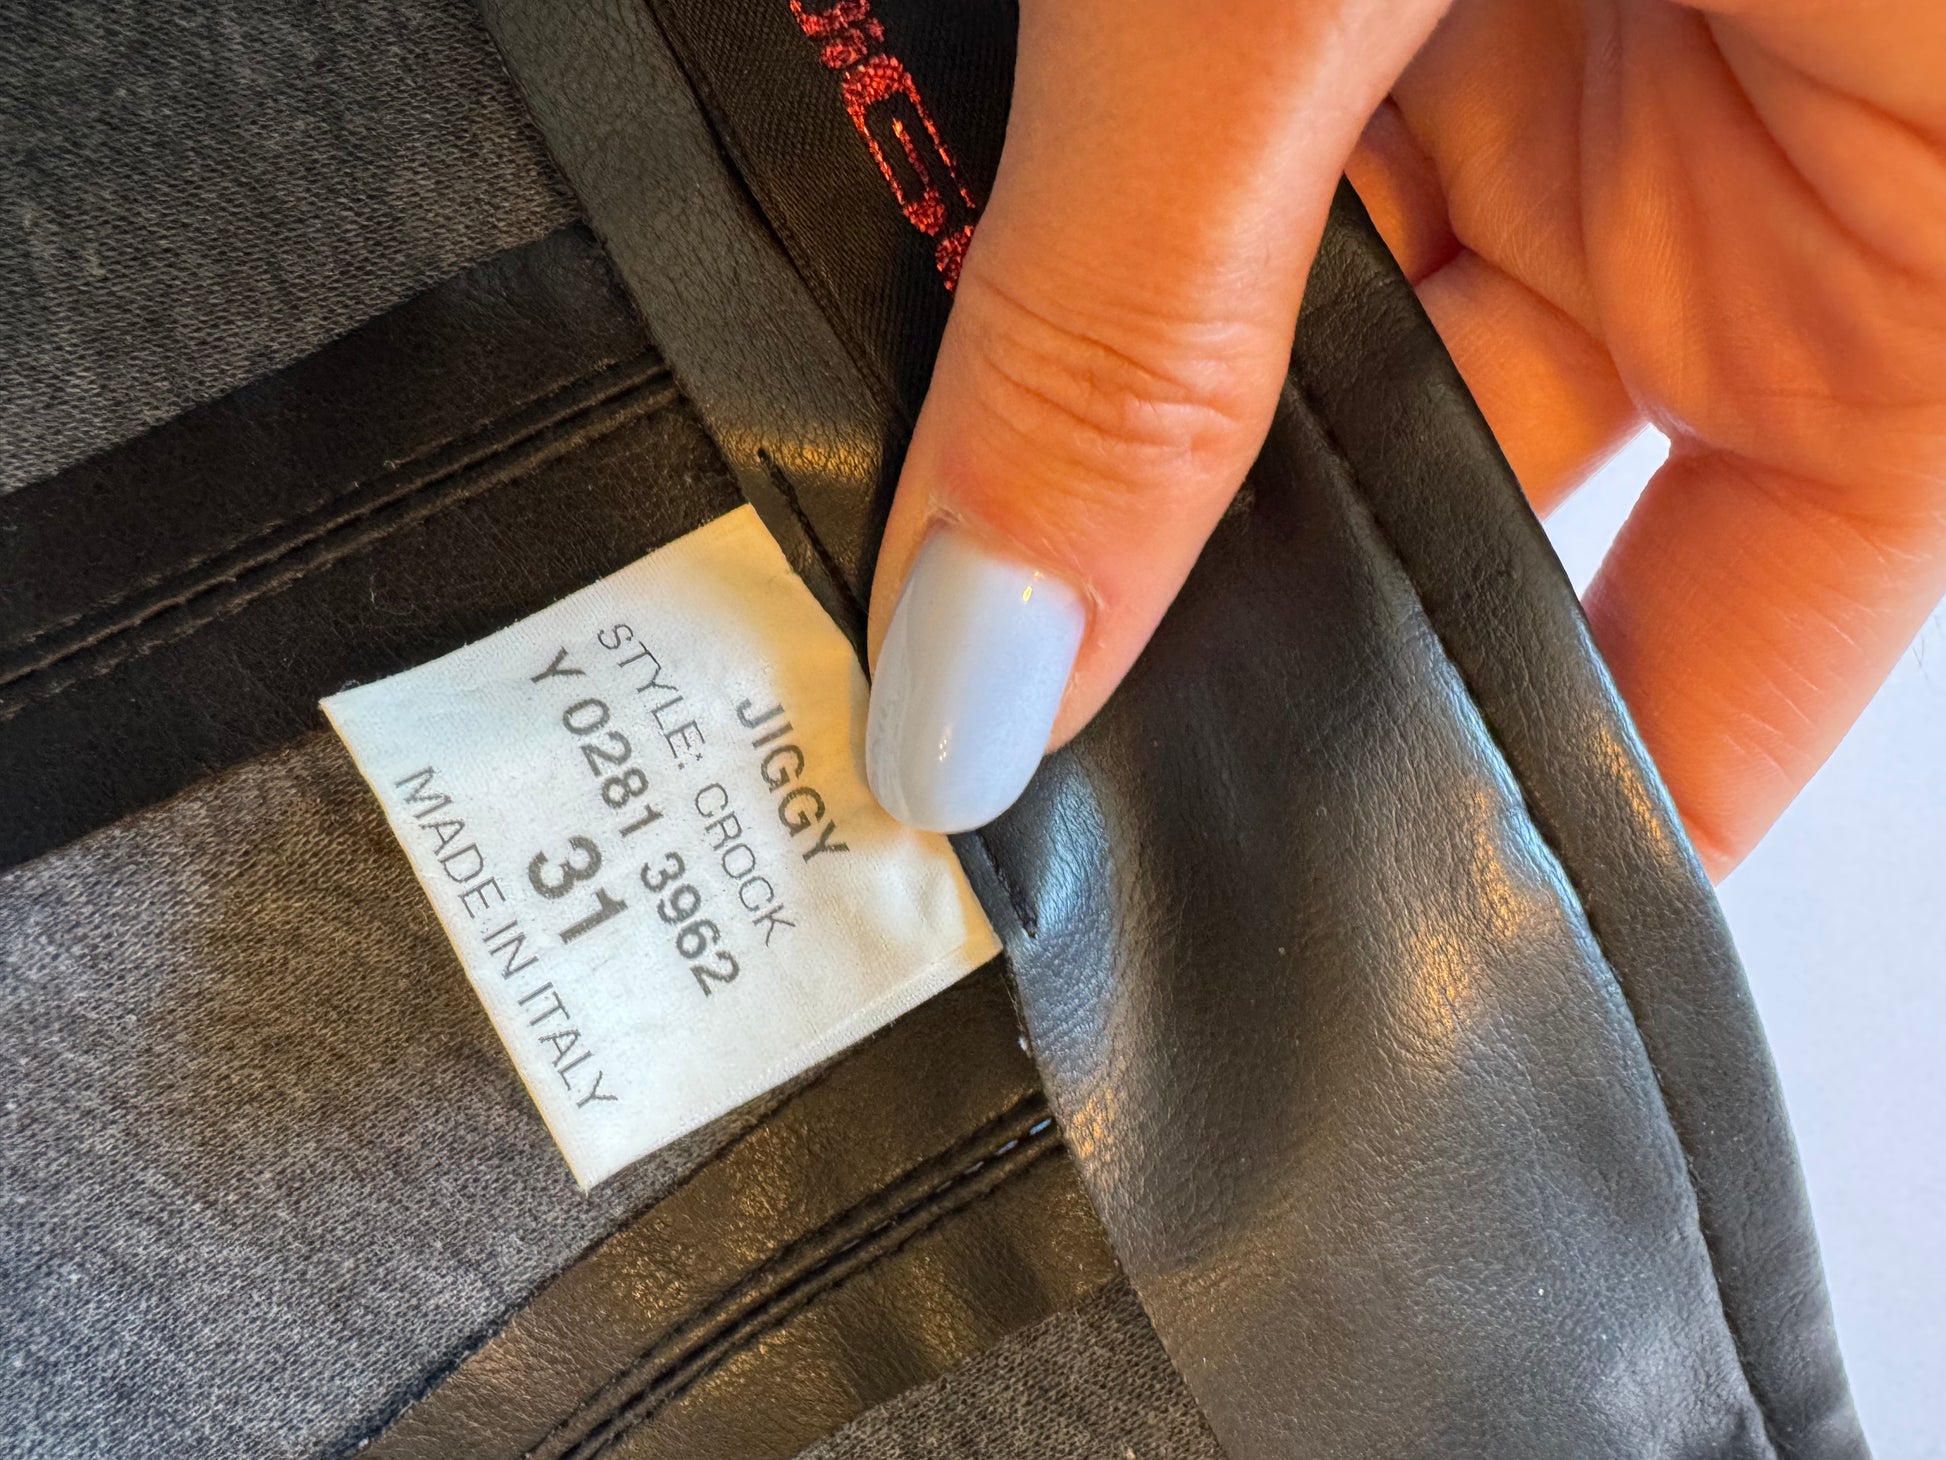 JIGGY
STYLE: CROCK
Y 0281 3962
31
MADE IN ITALY